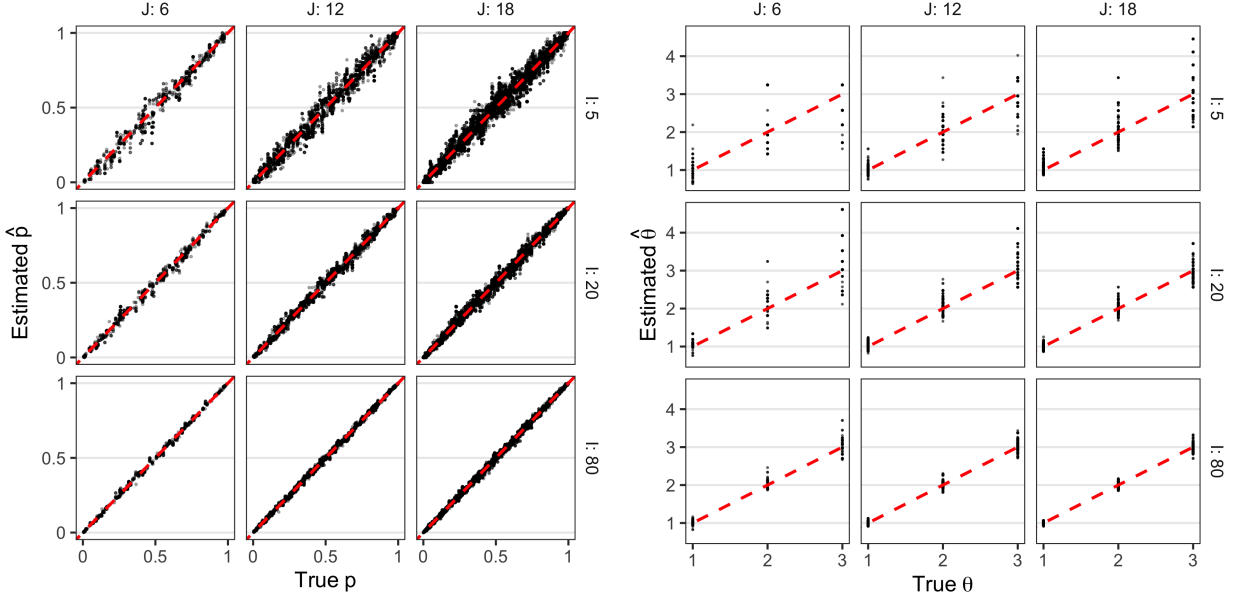 J: 6 J: 12 J: 18
1
0.5
0
I: 5
1
0.5
0
I: 20
1
0.5
0
I: 80
0 0.5 1 0 0.5 1 0 0.5 1
Estimated p̂
True p
J: 6 J: 12 J: 18
4
3
2
1
I: 5
4
3
2
1
I: 20
4
3
2
1
I: 80
1 2 3 1 2 3 1 2 3
Estimated θ̂
True θ